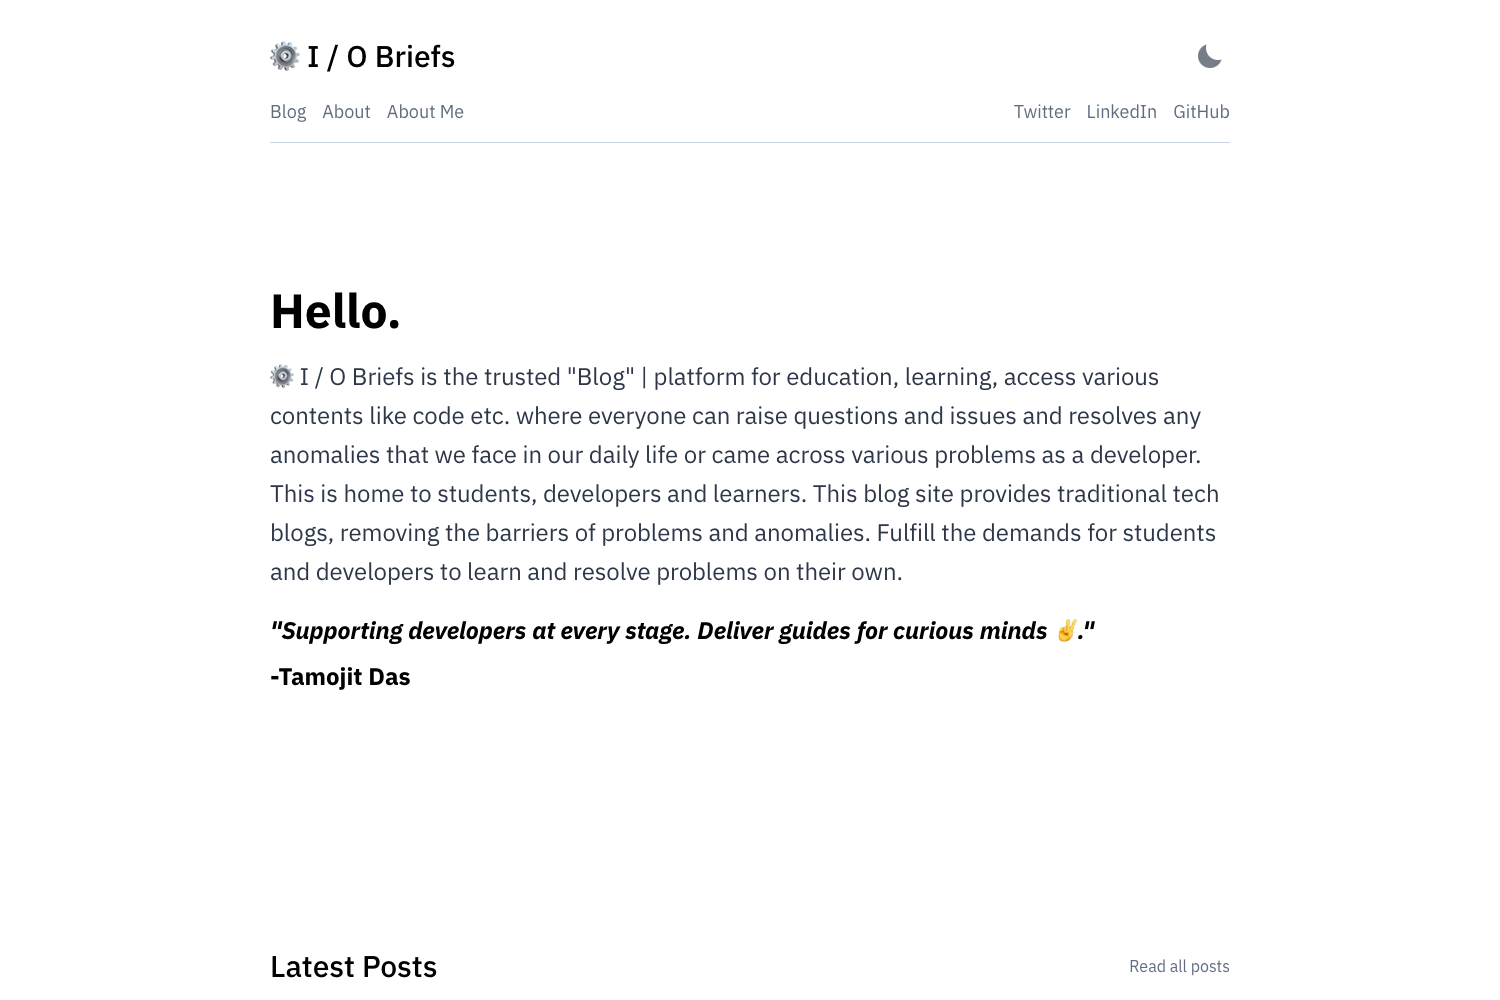 ⚙️ I / O Briefs
Blog About About Me Twitter LinkedIn GitHub
Hello.
⚙️ I / O Briefs is the trusted "Blog" | platform for education, learning, access various
contents like code etc. where everyone can raise questions and issues and resolves any
anomalies that we face in our daily life or came across various problems as a developer.
This is home to students, developers and learners. This blog site provides traditional tech
blogs, removing the barriers of problems and anomalies. Fulfill the demands for students
and developers to learn and resolve problems on their own.
"Supporting developers at every stage. Deliver guides for curious minds ✌️."
-Tamojit Das
Latest Posts Read all posts